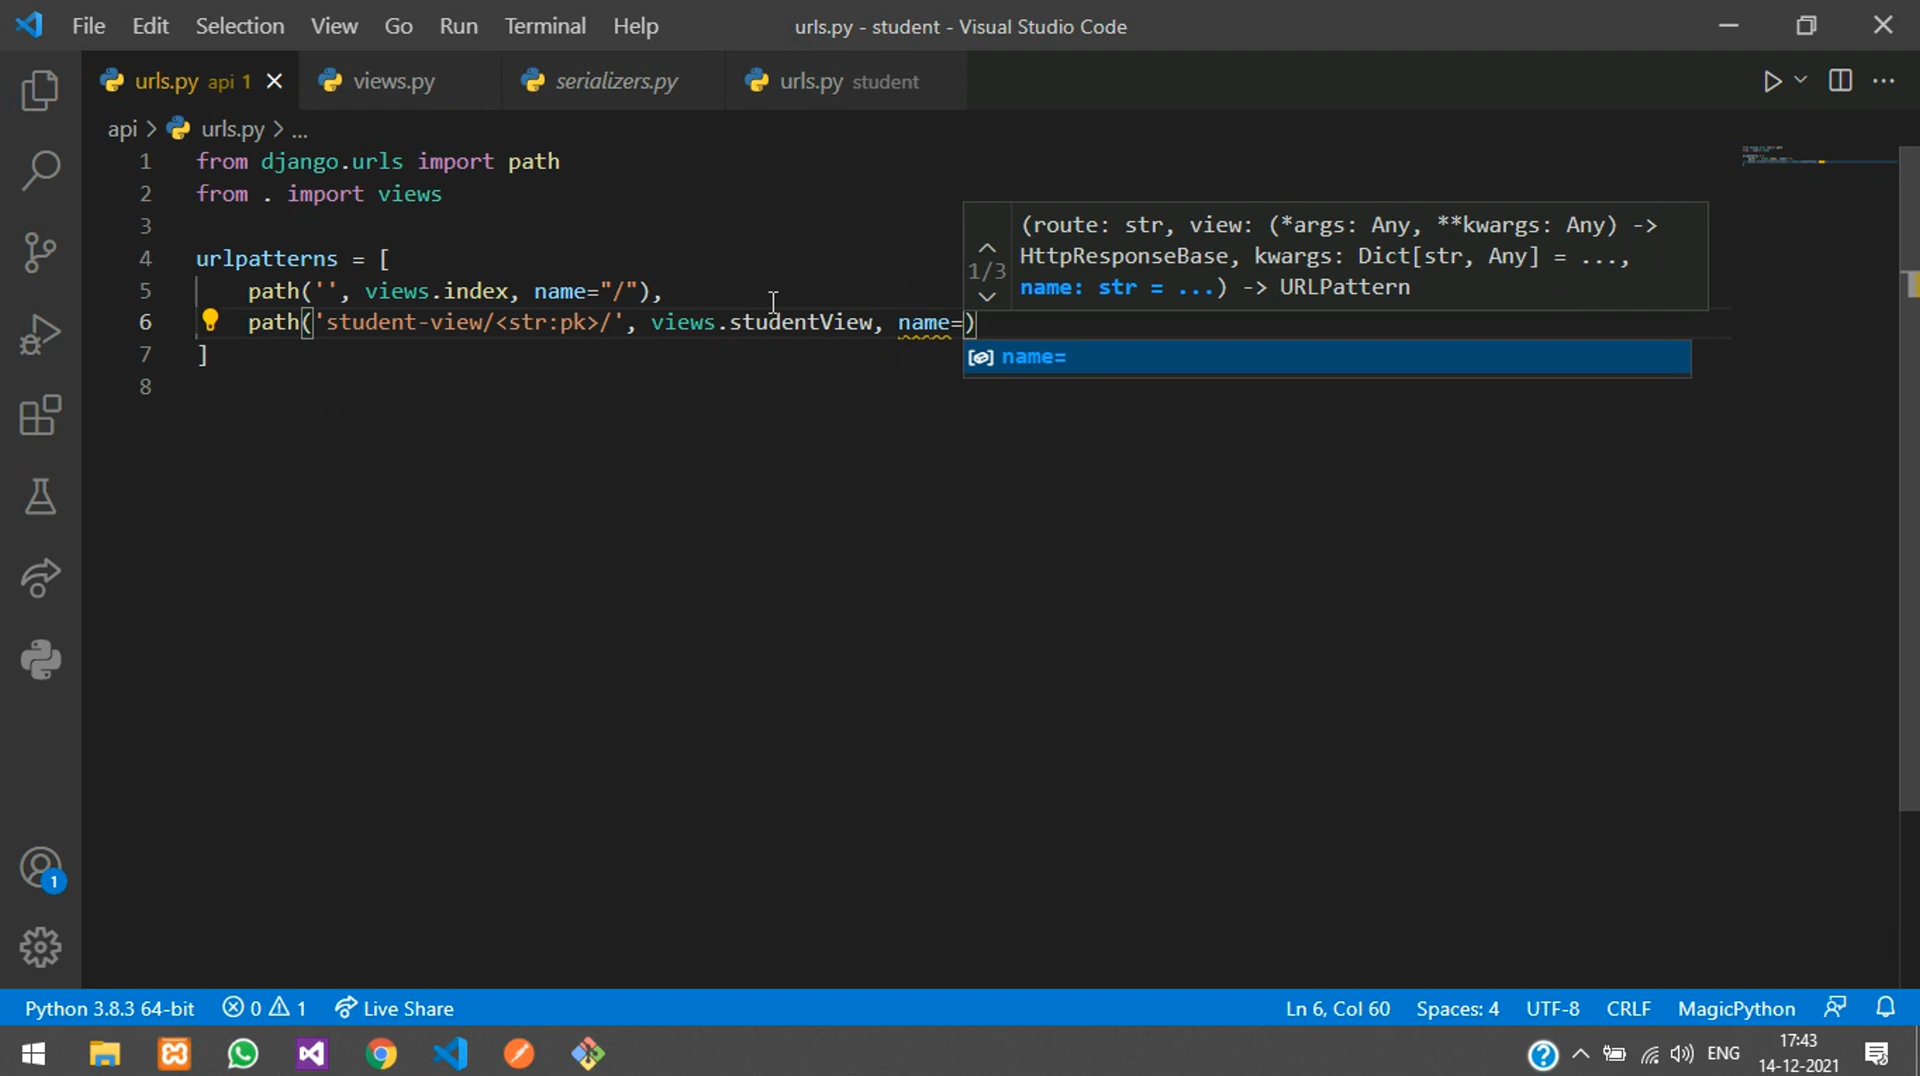 File Edit Selection View Go Run Terminal Help urls.py - student - Visual Studio Code
urls.py api 1 views.py serializers.py urls.py student
api > urls.py > ...
1 from django.urls import path
2 from . import views
3
4 urlpatterns = [
5 path('', views.index, name="/"),
6 path('student-view/<str:pk>/', views.studentView, name=)
7 ]
8
(route: str, view: (*args: Any, **kwargs: Any) ->
1/3 HttpResponseBase, kwargs: Dict[str, Any] = ...,
name: str = ...) -> URLPattern
name=
1
Python 3.8.3 64-bit 0 1 Live Share Ln 6, Col 60 Spaces: 4 UTF-8 CRLF MagicPython
ENG 17:43
14-12-2021